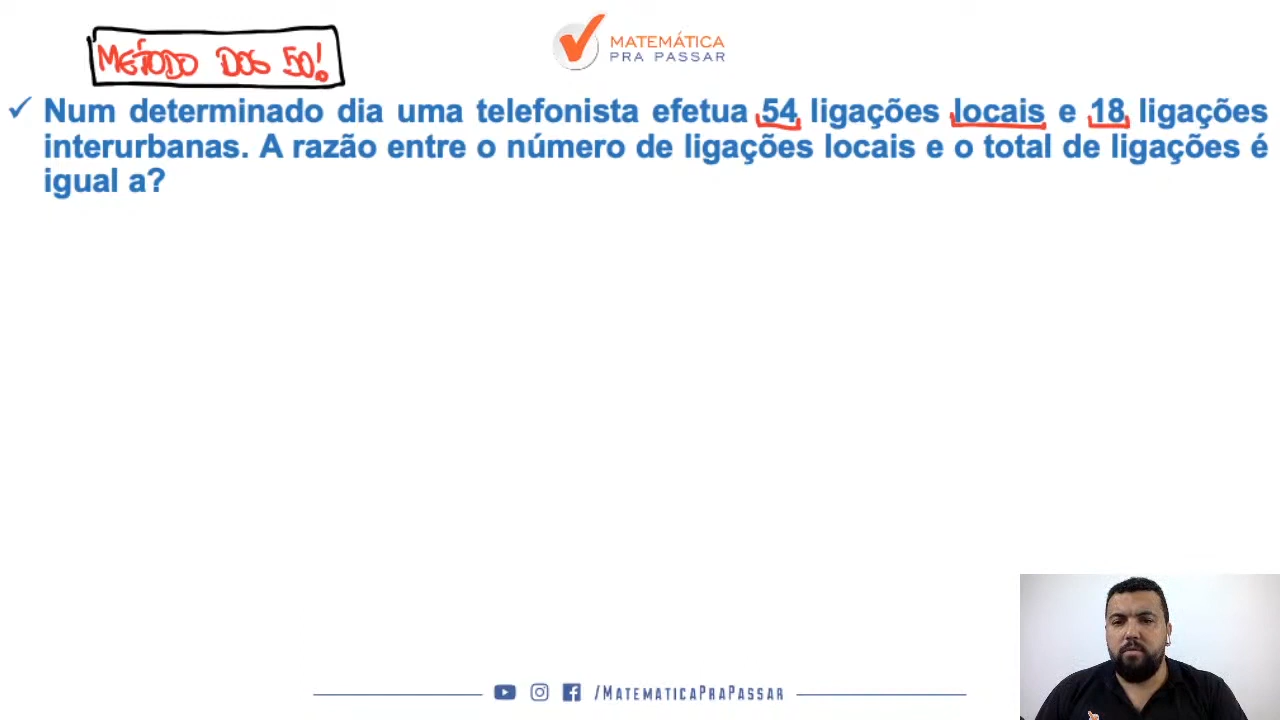 MÉTODO DOS 50!
MATEMÁTICA
PRA PASSAR
✓ Num determinado dia uma telefonista efetua 54 ligações locais e 18 ligações
interurbanas. A razão entre o número de ligações locais e o total de ligações é
igual a?
/MATEMATICAPRAPASSAR